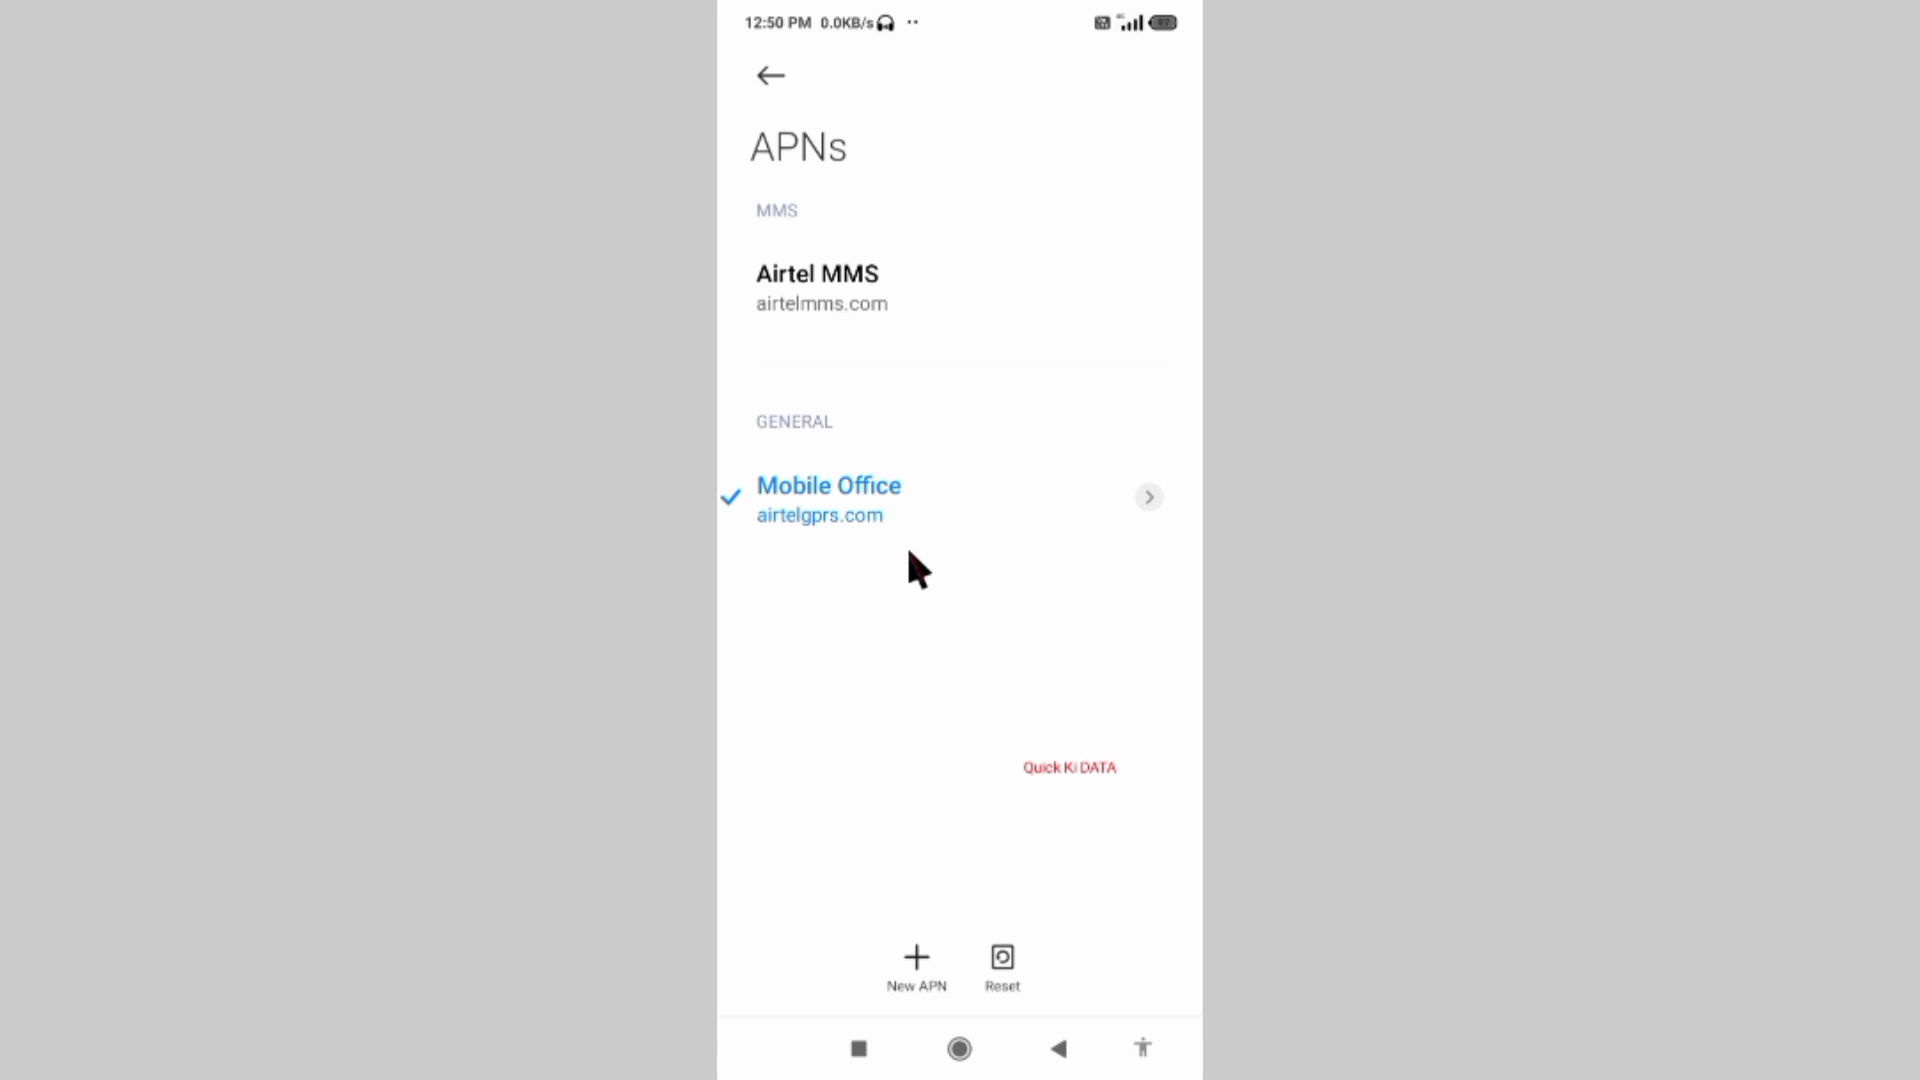 12:50 PM 0.0KB/s
APNs
MMS
Airtel MMS
airtelmms.com
GENERAL
Mobile Office
airtelgprs.com
Quick Ki DATA
New APN
Reset